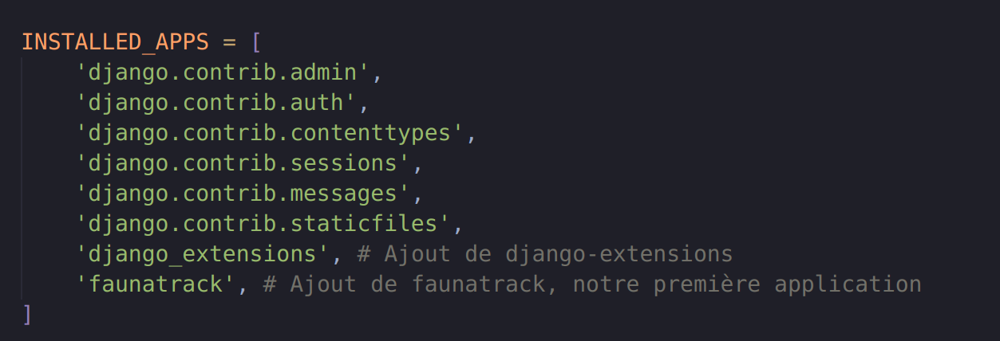 INSTALLED_APPS = [
    'django.contrib.admin',
    'django.contrib.auth',
    'django.contrib.contenttypes',
    'django.contrib.sessions',
    'django.contrib.messages',
    'django.contrib.staticfiles',
    'django_extensions', # Ajout de django-extensions
    'faunatrack', # Ajout de faunatrack, notre première application
]